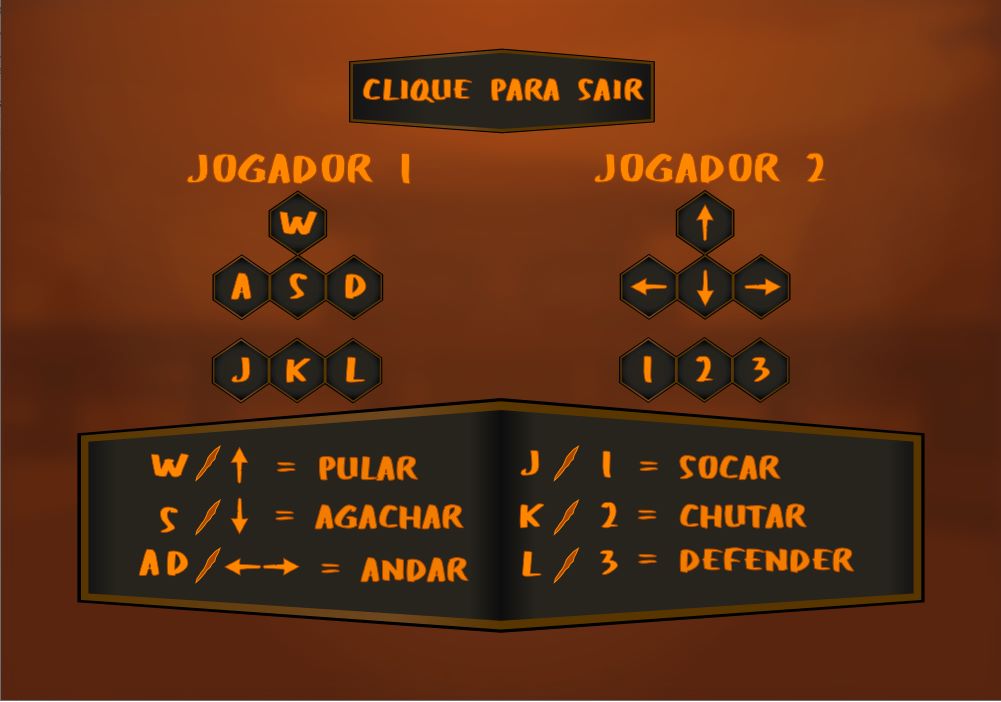 CLIQUE PARA SAIR
JOGADOR 1
W
A S D
J K L
JOGADOR 2
↑
← ↓ →
1 2 3
W / ↑ = PULAR
S / ↓ = AGACHAR
A D / ← → = ANDAR
J / 1 = SOCAR
K / 2 = CHUTAR
L / 3 = DEFENDER